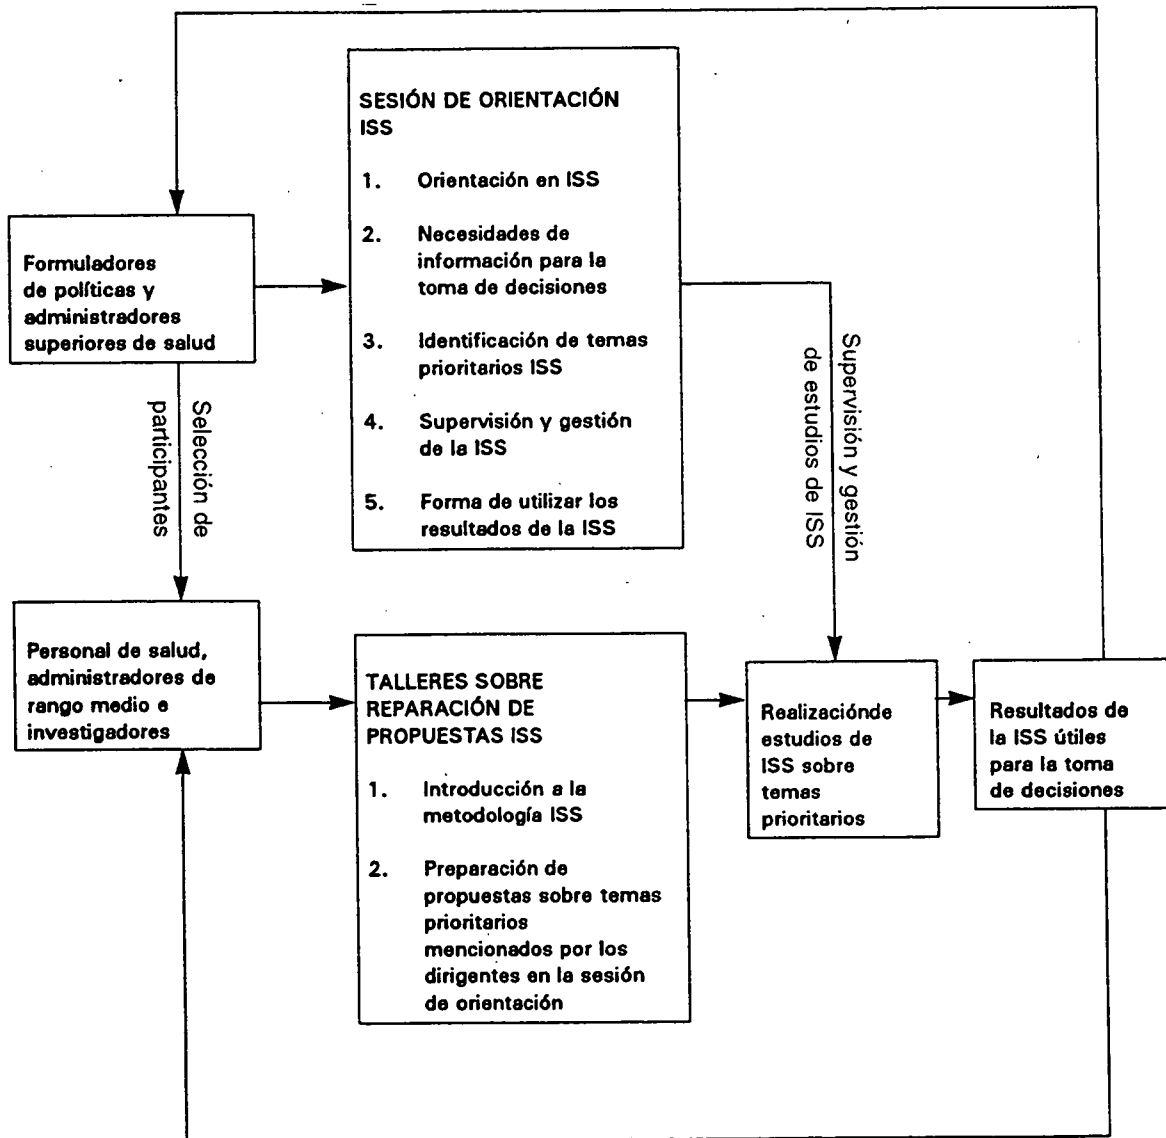 SESIÓN DE ORIENTACIÓN
ISS
1. Orientación en ISS
2. Necesidades de
información para la
toma de decisiones
3. Identificación de temas
prioritarios ISS
4. Supervisión y gestión
de la ISS
5. Forma de utilizar los
resultados de la ISS
Formuladores
de políticas y
administradores
superiores de salud
Selección de
participantes
Supervisión y gestión
de estudios de ISS
Personal de salud,
administradores de
rango medio e
investigadores
TALLERES SOBRE
REPARACIÓN DE
PROPUESTAS ISS
1. Introducción a la
metodología ISS
2. Preparación de
propuestas sobre temas
prioritarios
mencionados por los
dirigentes en la sesión
de orientación
Realizaciónde
estudios de
ISS sobre
temas
prioritarios
Resultados de
la ISS útiles
para la toma
de decisiones